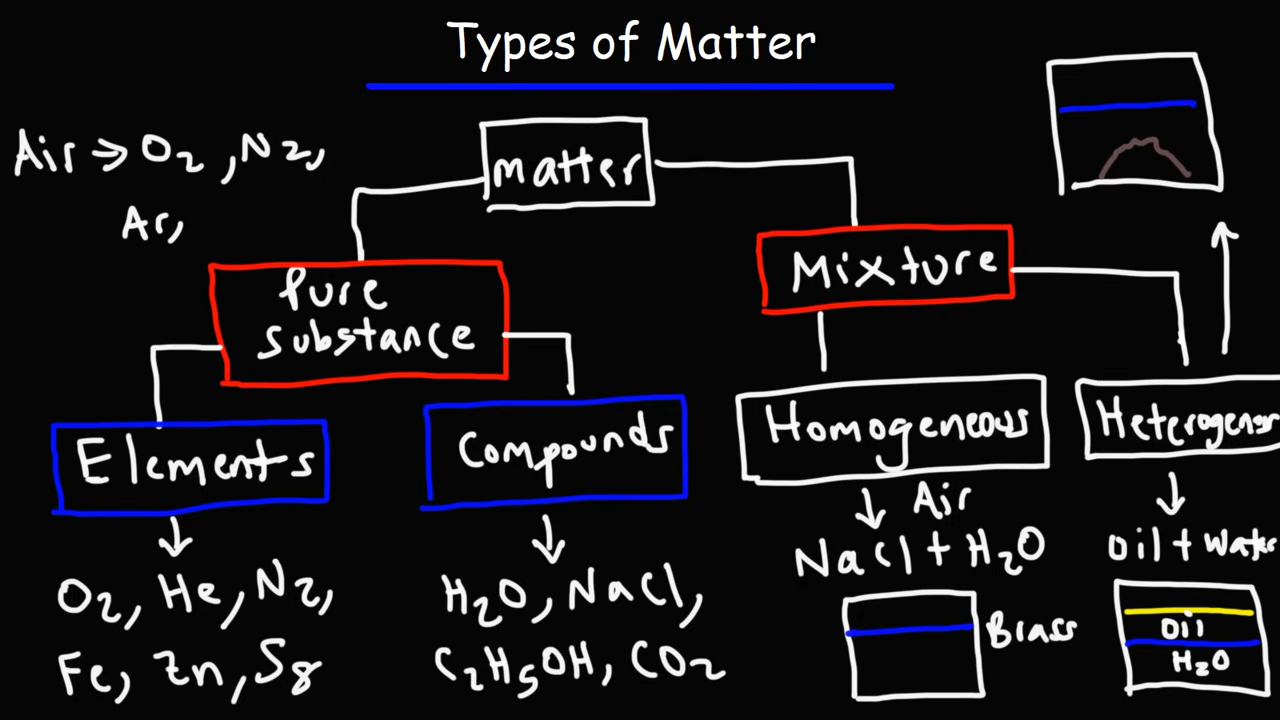 Types of Matter
Air → O2, N2,
Ar,
matter
Pure
substance
Mixture
Elements
Compounds
Homogeneous
O2, He, N2,
Fe, Zn, S8
H2O, NaCl,
C2H5OH, CO2
Air
NaCl + H2O
Brass
Oil + Water
Oil
H2O